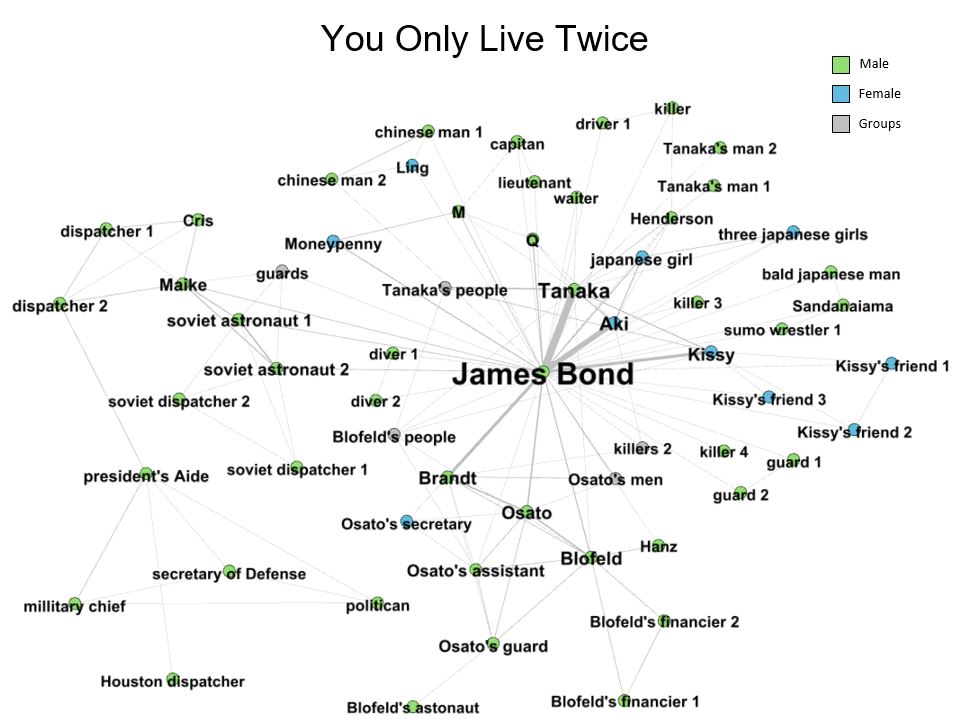 You Only Live Twice
Male
Female
Groups
killer
driver 1
chinese man 1
capitan
Tanaka's man 2
Ling
chinese man 2
lieutenant
Tanaka's man 1
waiter
M
Henderson
Cris
dispatcher 1
three japanese girls
Moneypenny
Q
japanese girl
guards
bald japanese man
Maike
Tanaka's people
Tanaka
killer 3
dispatcher 2
Sandanaiama
soviet astronaut 1
Aki
sumo wrestler 1
diver 1
Kissy
Kissy's friend 1
soviet astronaut 2
James Bond
soviet dispatcher 2
diver 2
Kissy's friend 3
Kissy's friend 2
Blofeld's people
killers 2
killer 4
guard 1
president's Aide
soviet dispatcher 1
Brandt
Osato's men
guard 2
Osato's secretary
Osato
Hanz
Blofeld
secretary of Defense
Osato's assistant
millitary chief
politican
Blofeld's financier 2
Osato's guard
Houston dispatcher
Blofeld's astonaut
Blofeld's financier 1